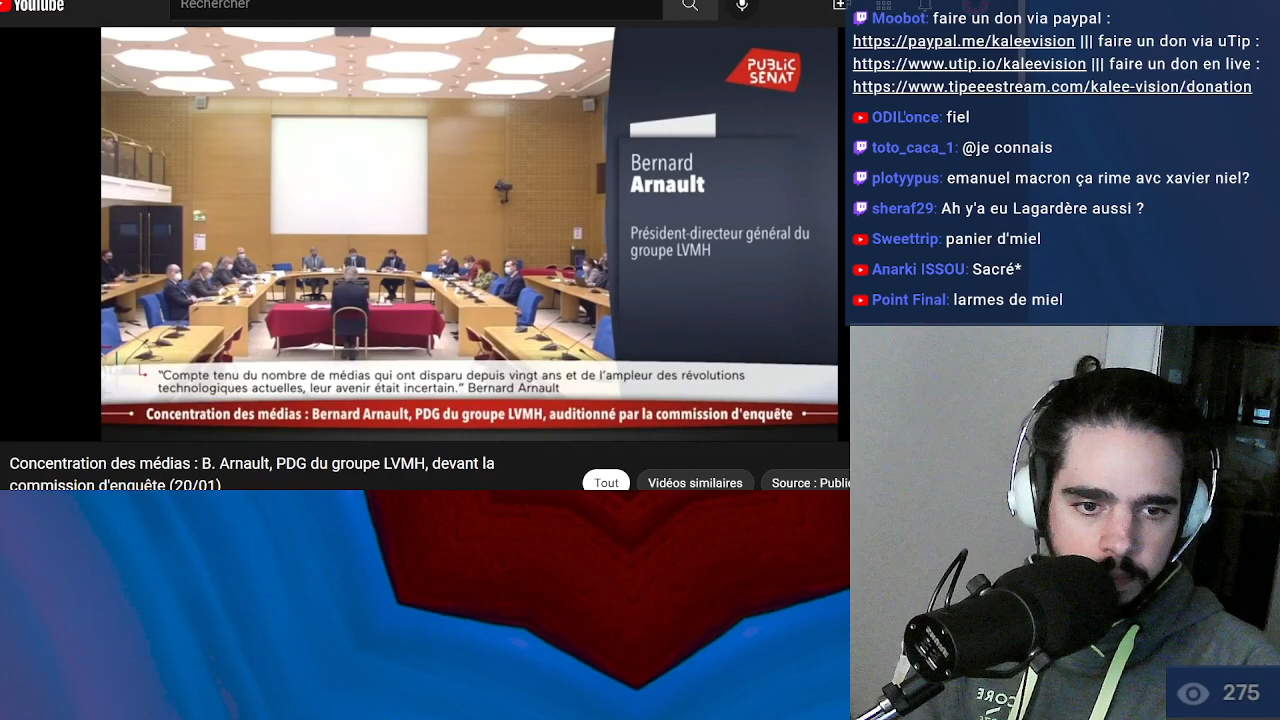 YouTube
Rechercher
PUBLIC
SÉNAT
Bernard
Arnault
Président-directeur général du
groupe LVMH
"Compte tenu du nombre de médias qui ont disparu depuis vingt ans et de l'ampleur des révolutions
technologiques actuelles, leur avenir était incertain." Bernard Arnault
Concentration des médias : Bernard Arnault, PDG du groupe LVMH, auditionné par la commission d'enquête
Concentration des médias : B. Arnault, PDG du groupe LVMH, devant la
commission d'enquête (20/01)
Tout
Vidéos similaires
Source : Public
Moobot: faire un don via paypal :
https://paypal.me/kaleevision ||| faire un don via uTip :
https://www.utip.io/kaleevision ||| faire un don en live :
https://www.tipeeestream.com/kalee-vision/donation
ODIL'once: fiel
toto_caca_1: @je connais
plotyypus: emanuel macron ça rime avc xavier niel?
sheraf29: Ah y'a eu Lagardère aussi ?
Sweettrip: panier d'miel
Anarki ISSOU: Sacré*
Point Final: larmes de miel
275